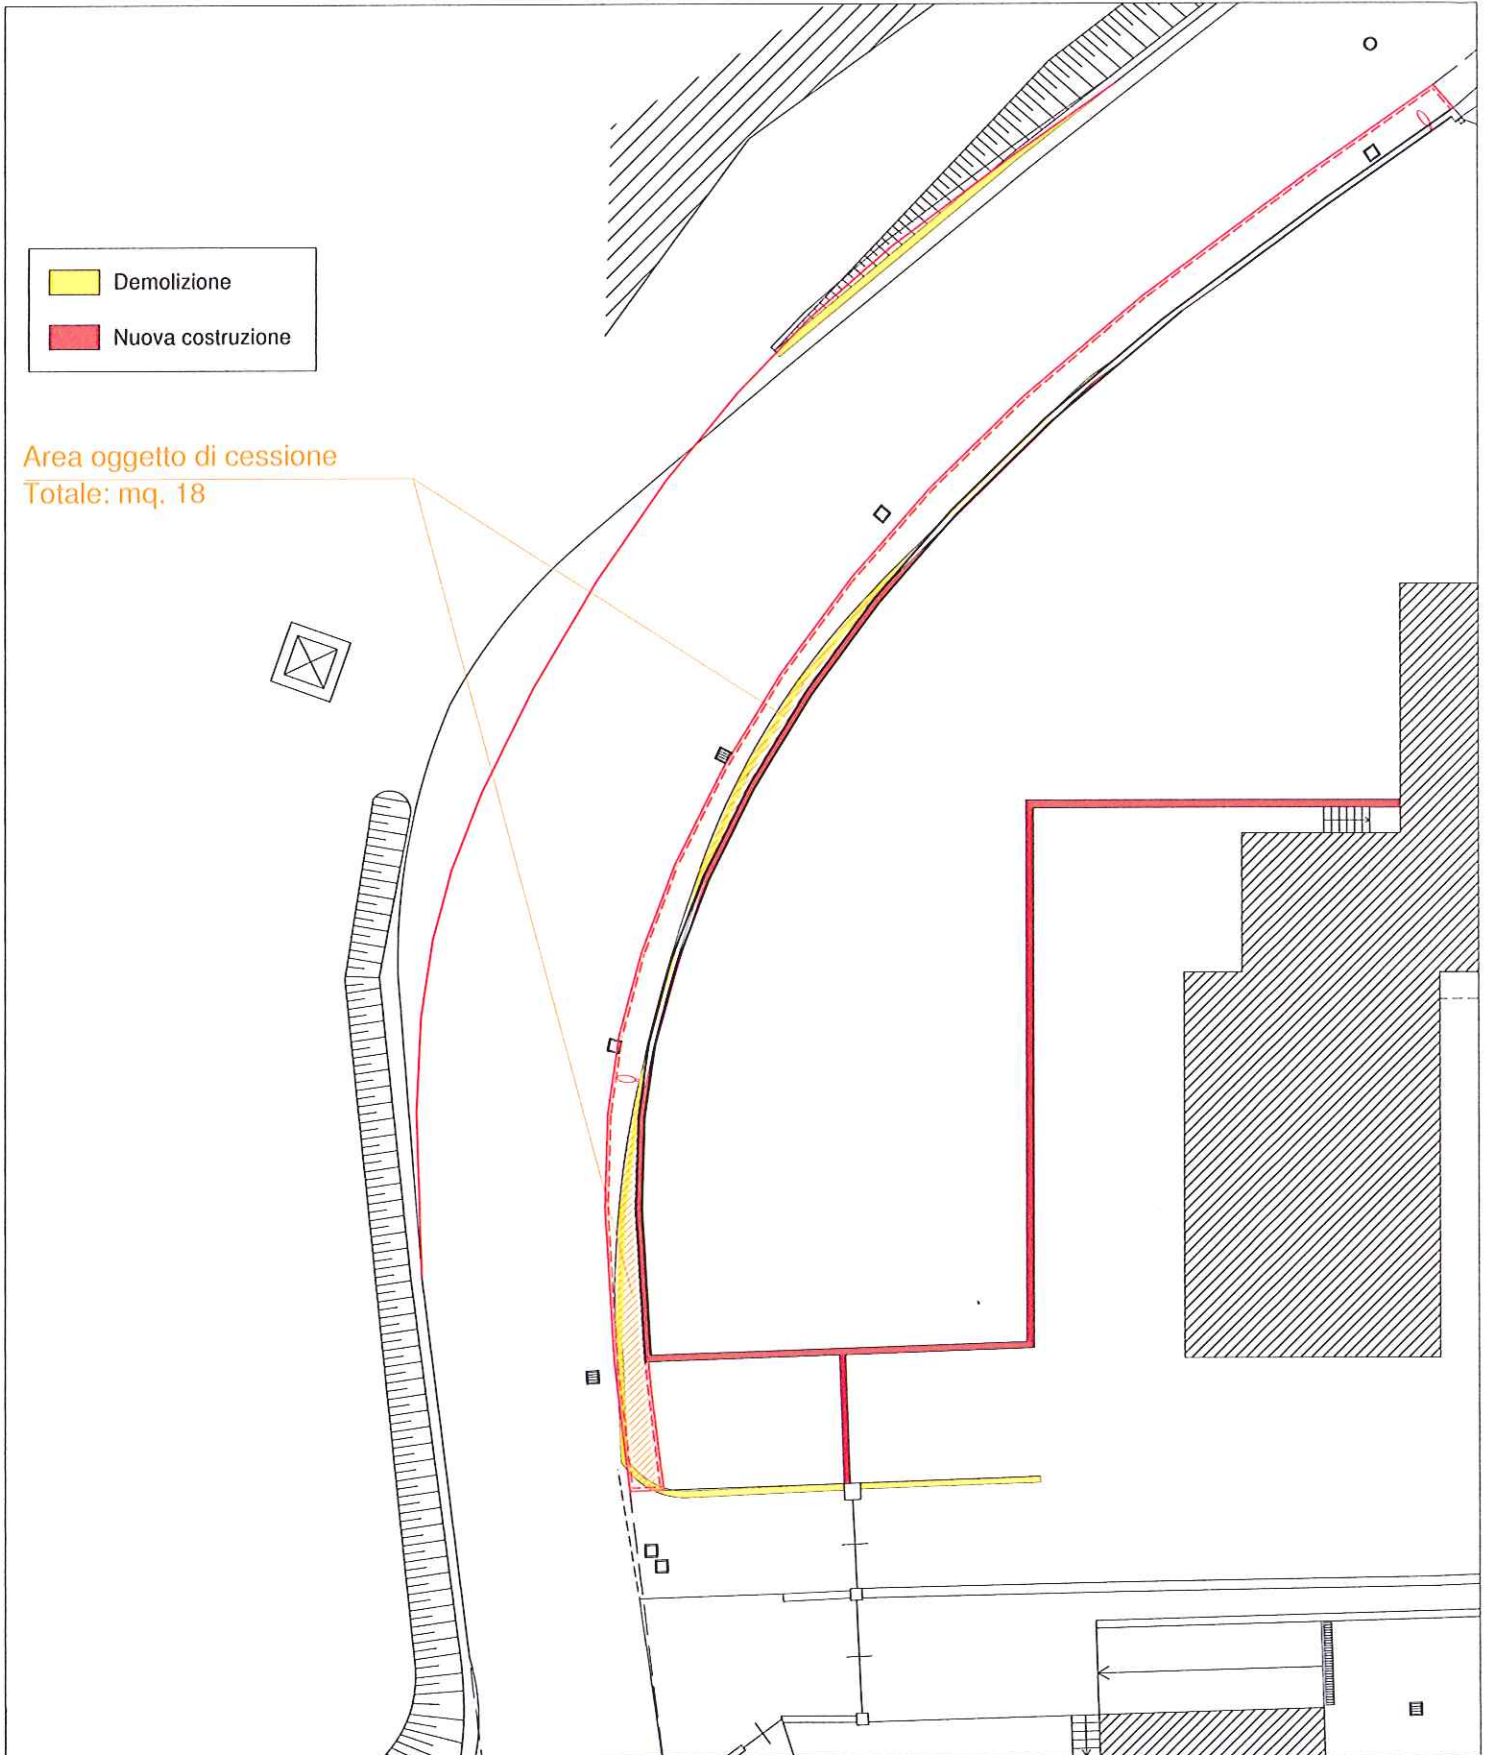 Demolizione
Nuova costruzione
Area oggetto di cessione
Totale: mq. 18